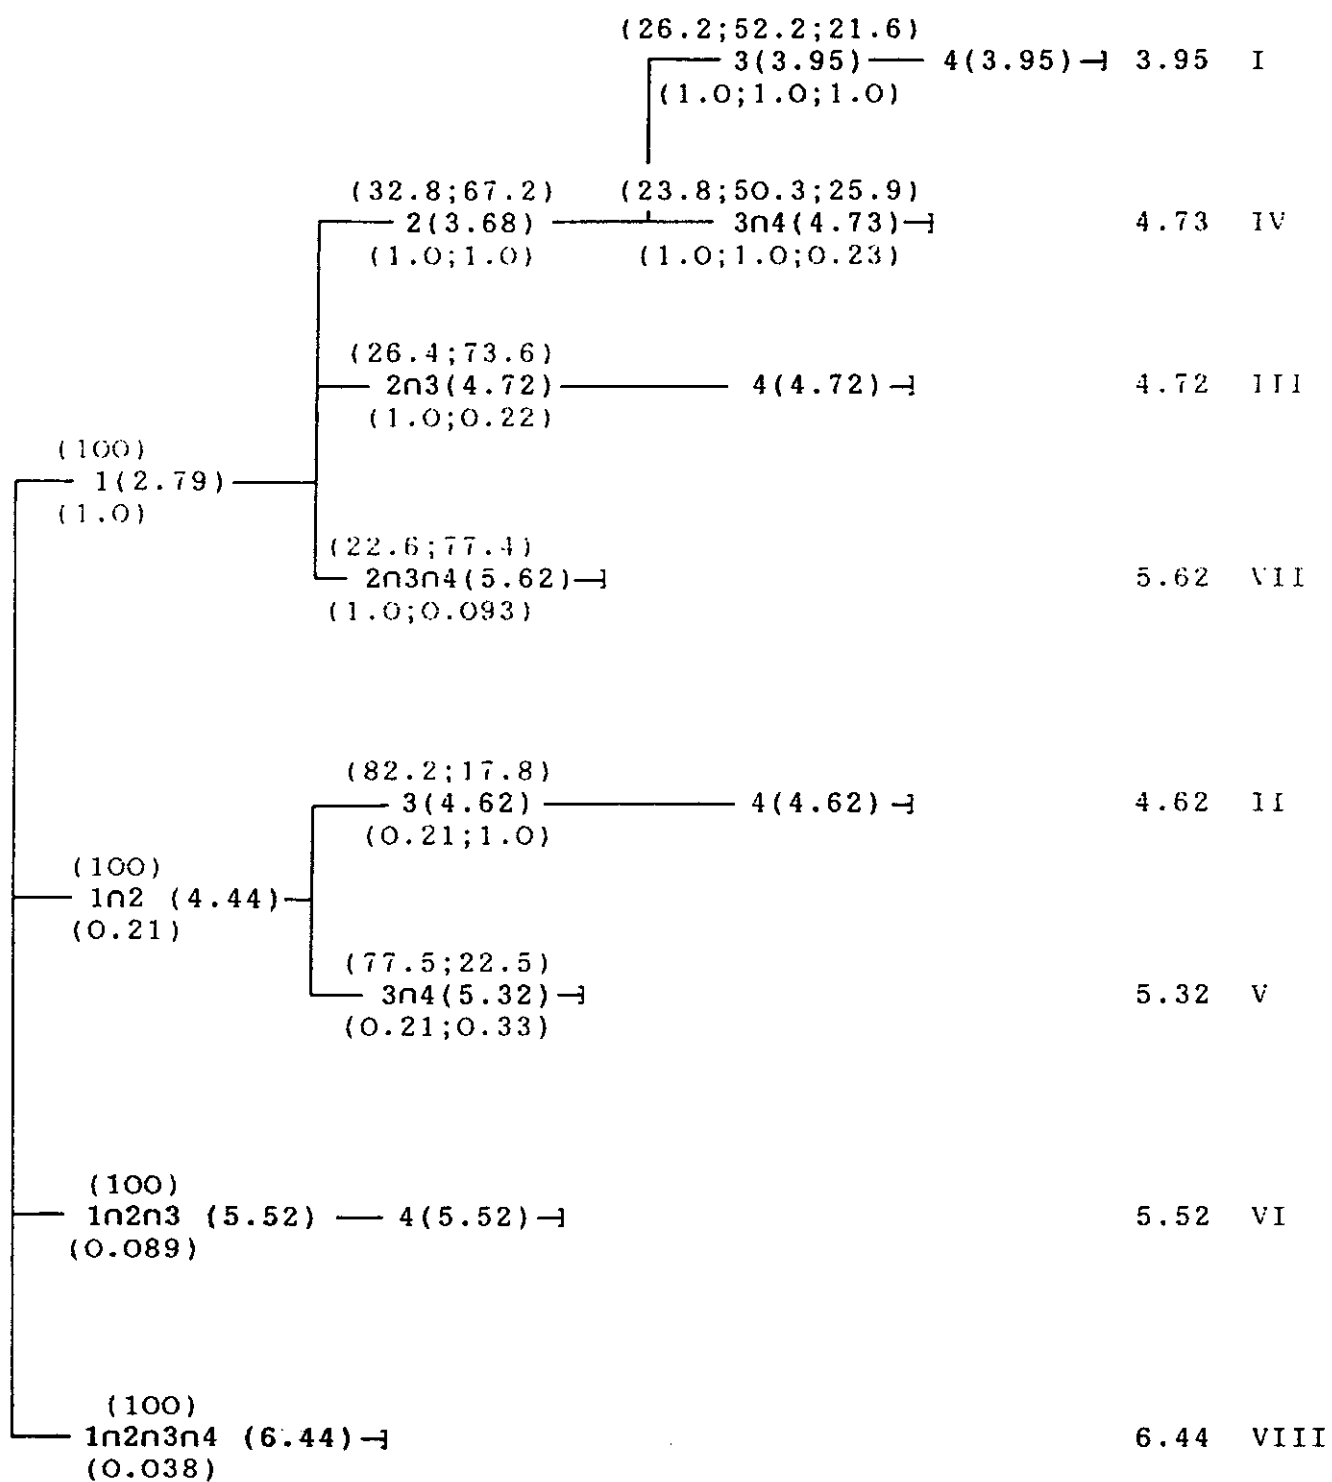 (26.2;52.2;21.6)
3(3.95) 4(3.95) 3.95 I
(1.0;1.0;1.0)
(32.8;67.2) (23.8;50.3;25.9)
2(3.68) 3∩4(4.73) 4.73 IV
(1.0;1.0) (1.0;1.0;0.23)
(26.4;73.6)
2∩3(4.72) 4(4.72) 4.72 III
(1.0;0.22)
(100)
1(2.79)
(1.0)
(22.6;77.4)
2∩3∩4(5.62) 5.62 VII
(1.0;0.093)
(82.2;17.8)
3(4.62) 4(4.62) 4.62 II
(0.21;1.0)
(100)
1∩2 (4.44)
(0.21)
(77.5;22.5)
3∩4(5.32) 5.32 V
(0.21;0.33)
(100)
1∩2∩3 (5.52) 4(5.52) 5.52 VI
(0.089)
(100)
1∩2∩3∩4 (6.44) 6.44 VIII
(0.038)